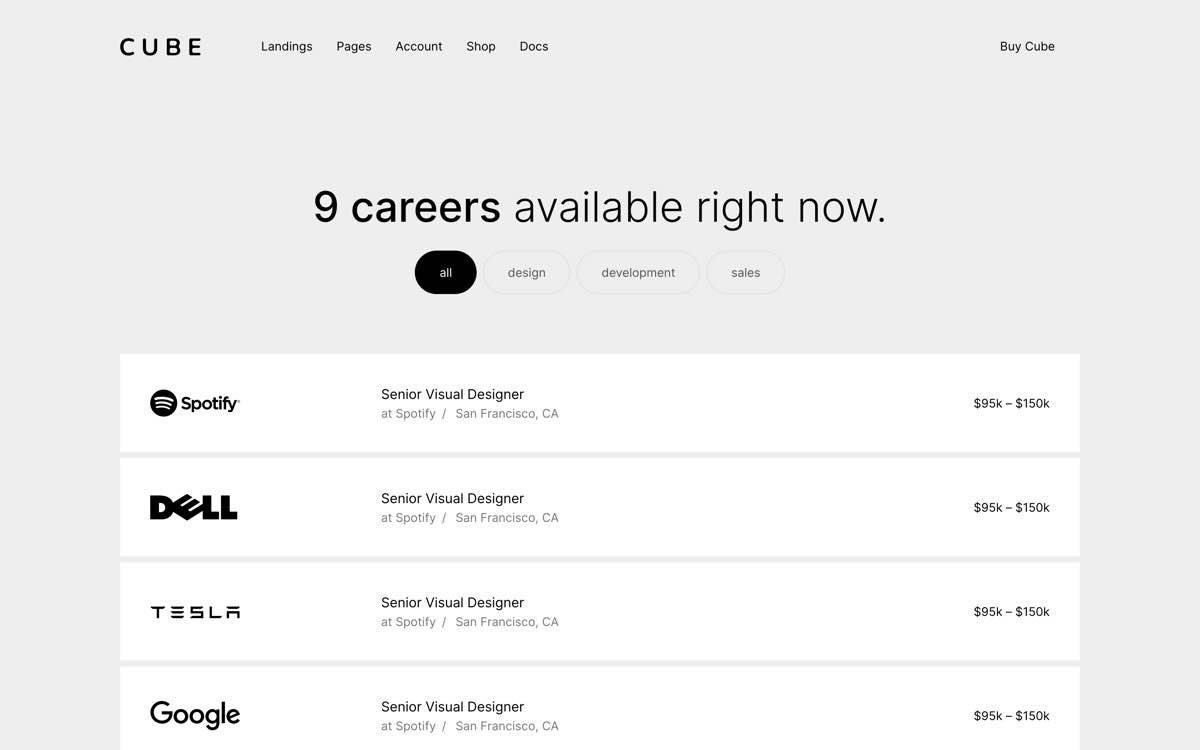 CUBE Landings Pages Account Shop Docs Buy Cube
9 careers available right now.
all design development sales
Spotify
Senior Visual Designer
at Spotify / San Francisco, CA
$95k – $150k
DELL
Senior Visual Designer
at Spotify / San Francisco, CA
$95k – $150k
TESLA
Senior Visual Designer
at Spotify / San Francisco, CA
$95k – $150k
Google
Senior Visual Designer
at Spotify / San Francisco, CA
$95k – $150k